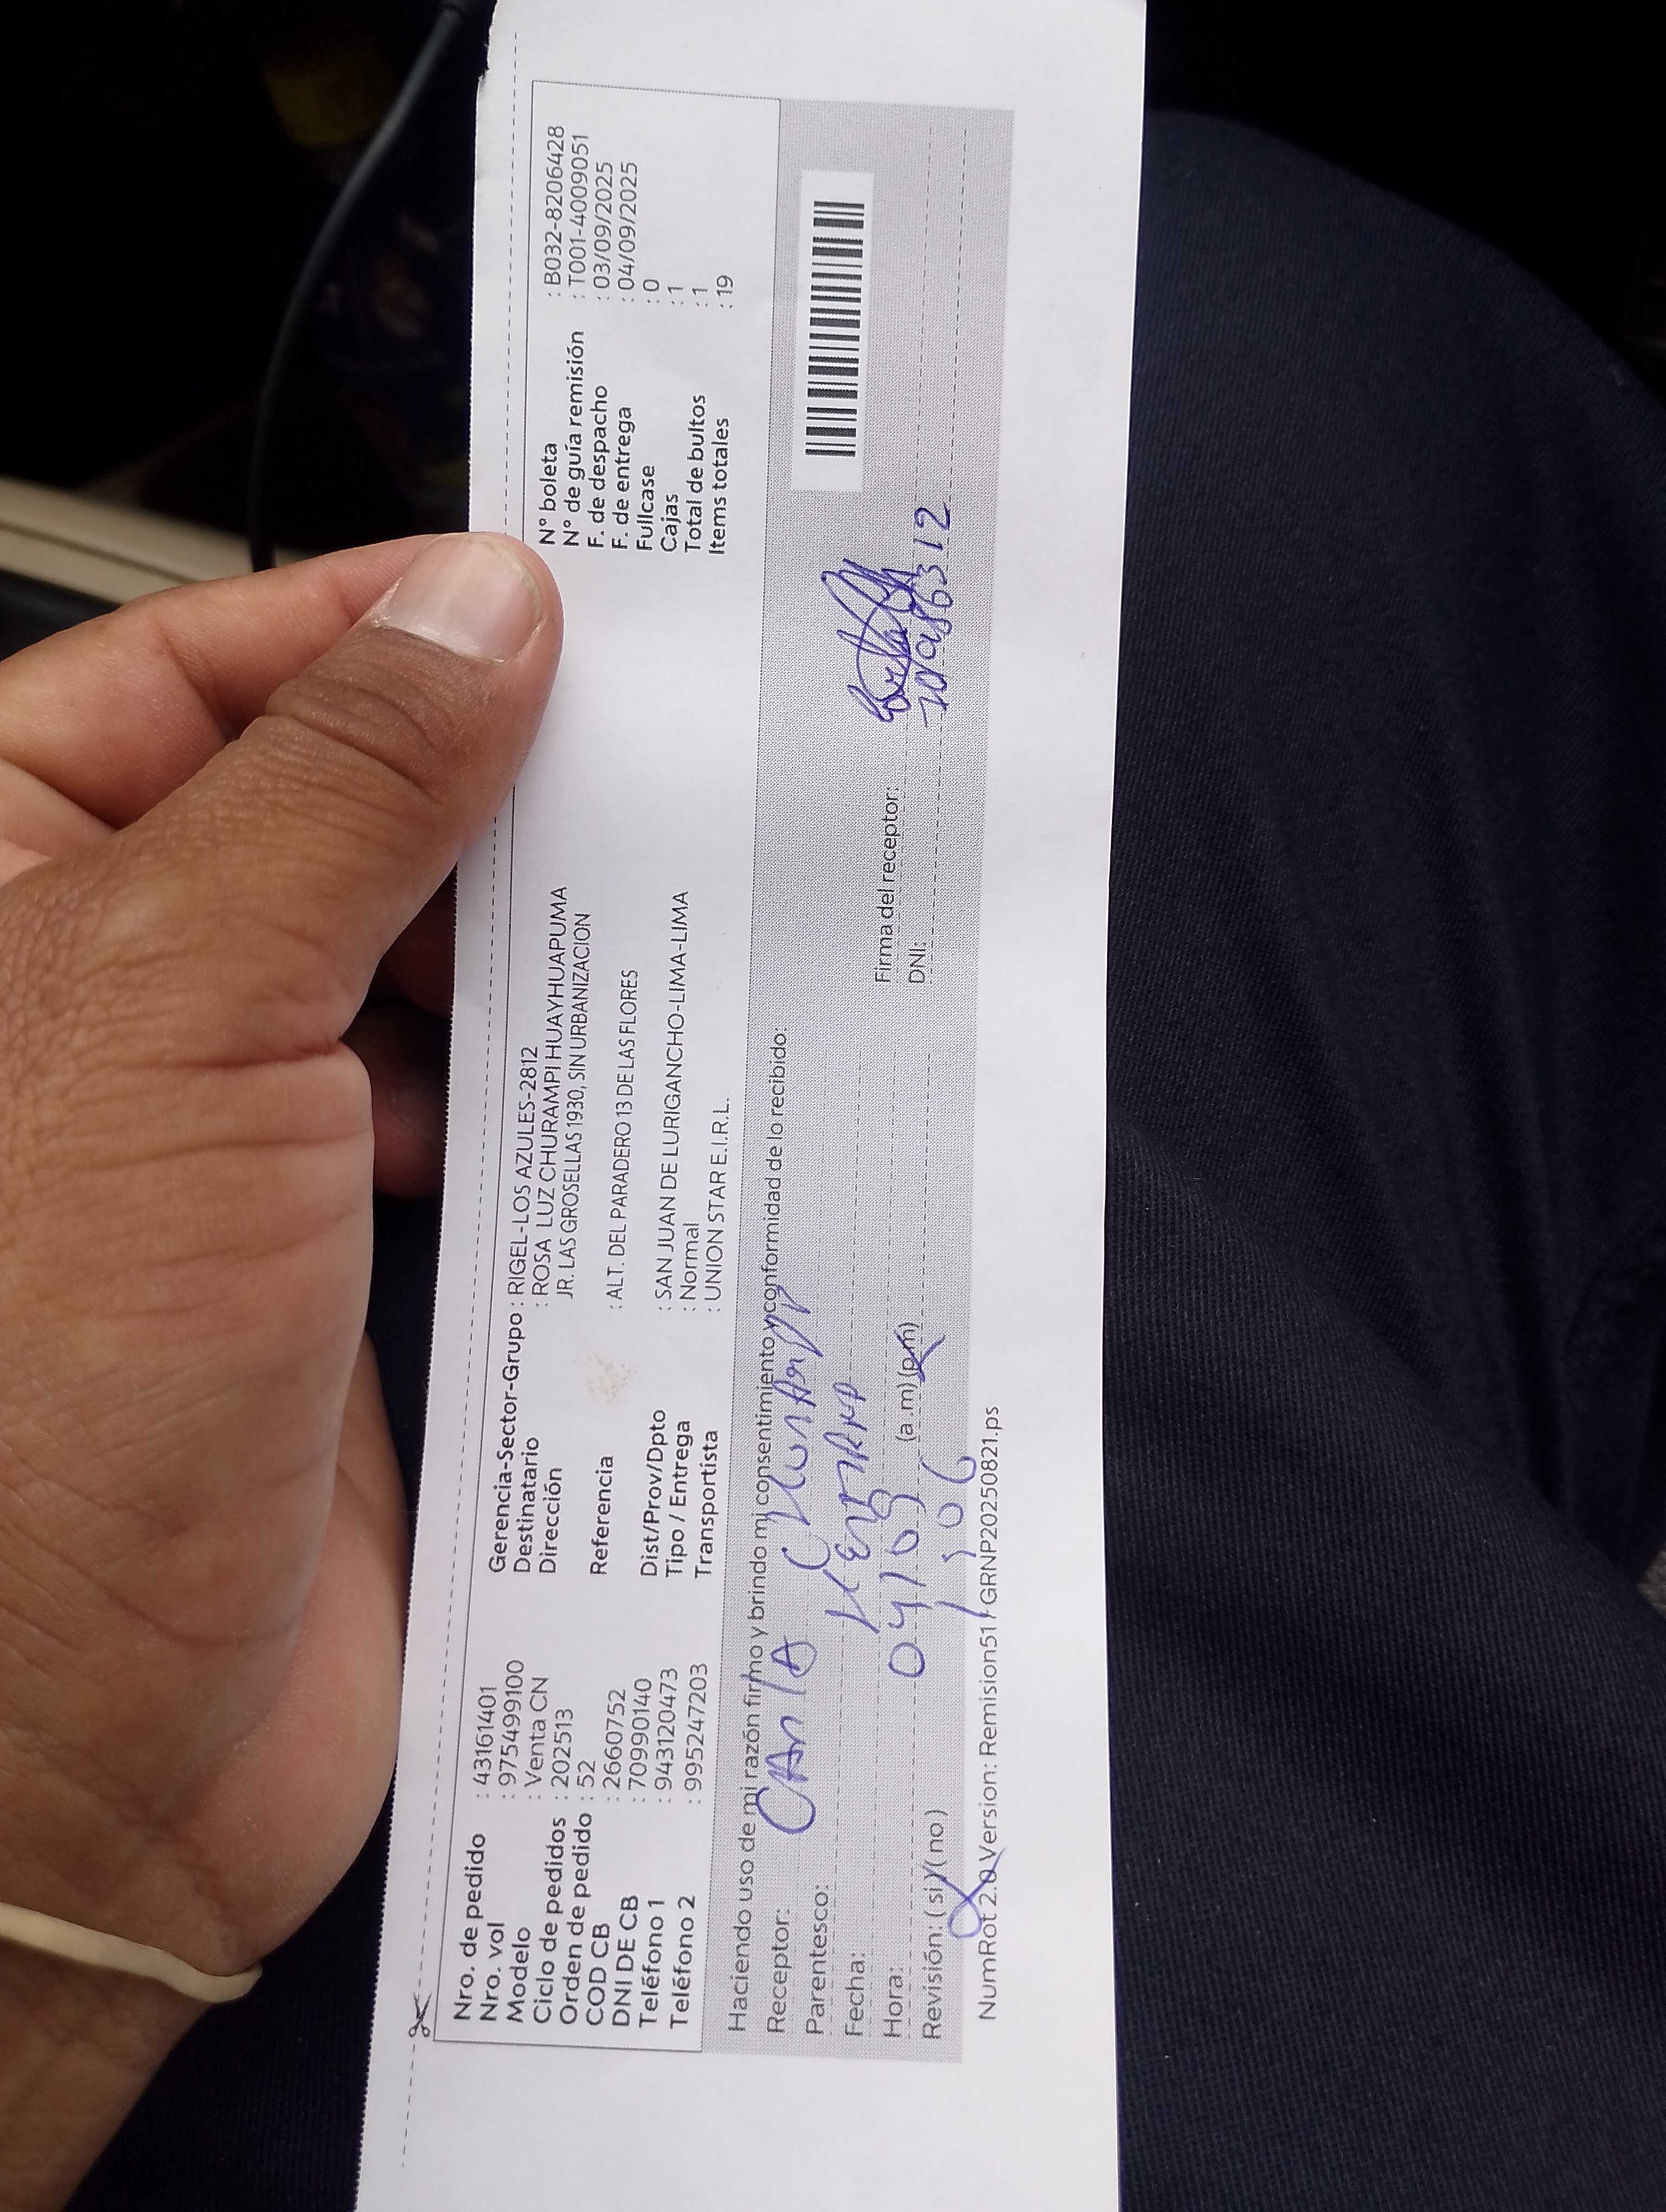 Nro. de pedido : 43161401
Nro. vol : 975499100
Modelo : Venta CN
Ciclo de pedidos : 202513
Orden de pedido : 52
COD CB : 2660752
DNI DE CB : 70990140
Teléfono 1 : 943120473
Teléfono 2 : 995247203
Gerencia-Sector-Grupo : RIGEL-LOS AZULES-2812
Destinatario : ROSA LUZ CHURAMPI HUAYHUAPUMA
Dirección JR. LAS GROSELLAS 1930, SIN URBANIZACION
Referencia : ALT. DEL PARADERO 13 DE LAS FLORES
Dist/Prov/Dpto : SAN JUAN DE LURIGANCHO-LIMA-LIMA
Tipo / Entrega : Normal
Transportista : UNION STAR E.I.R.L.
N° boleta : B032-8206428
N° de guía remisión : T001-4009051
F. de despacho : 03/09/2025
F. de entrega : 04/09/2025
Fullcase : 0
Cajas : 1
Total de bultos : 1
Items totales : 19
Haciendo uso de mi razón firmo y brindo mi consentimiento y conformidad de lo recibido:
Receptor:
Parentesco:
Fecha: 04/09
Hora: 1:06 (a.m) (p.m)
Revisión: (si) (no)
Firma del receptor:
DNI:
NumRot 2.0 Version: Remision51 - GRNP20250821.ps